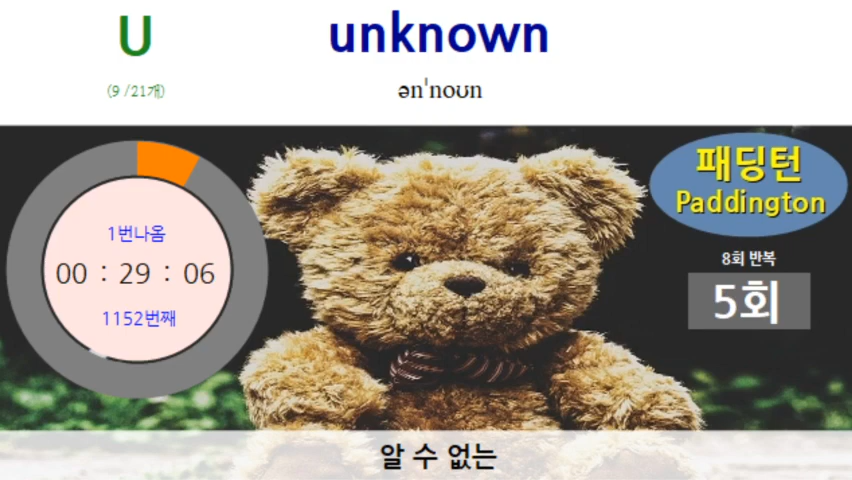 U
(9 /21개)
unknown
ənˈnoʊn
1번나옴
00 : 29 : 06
1152번째
패딩턴
Paddington
8회 반복
5회
알 수 없는